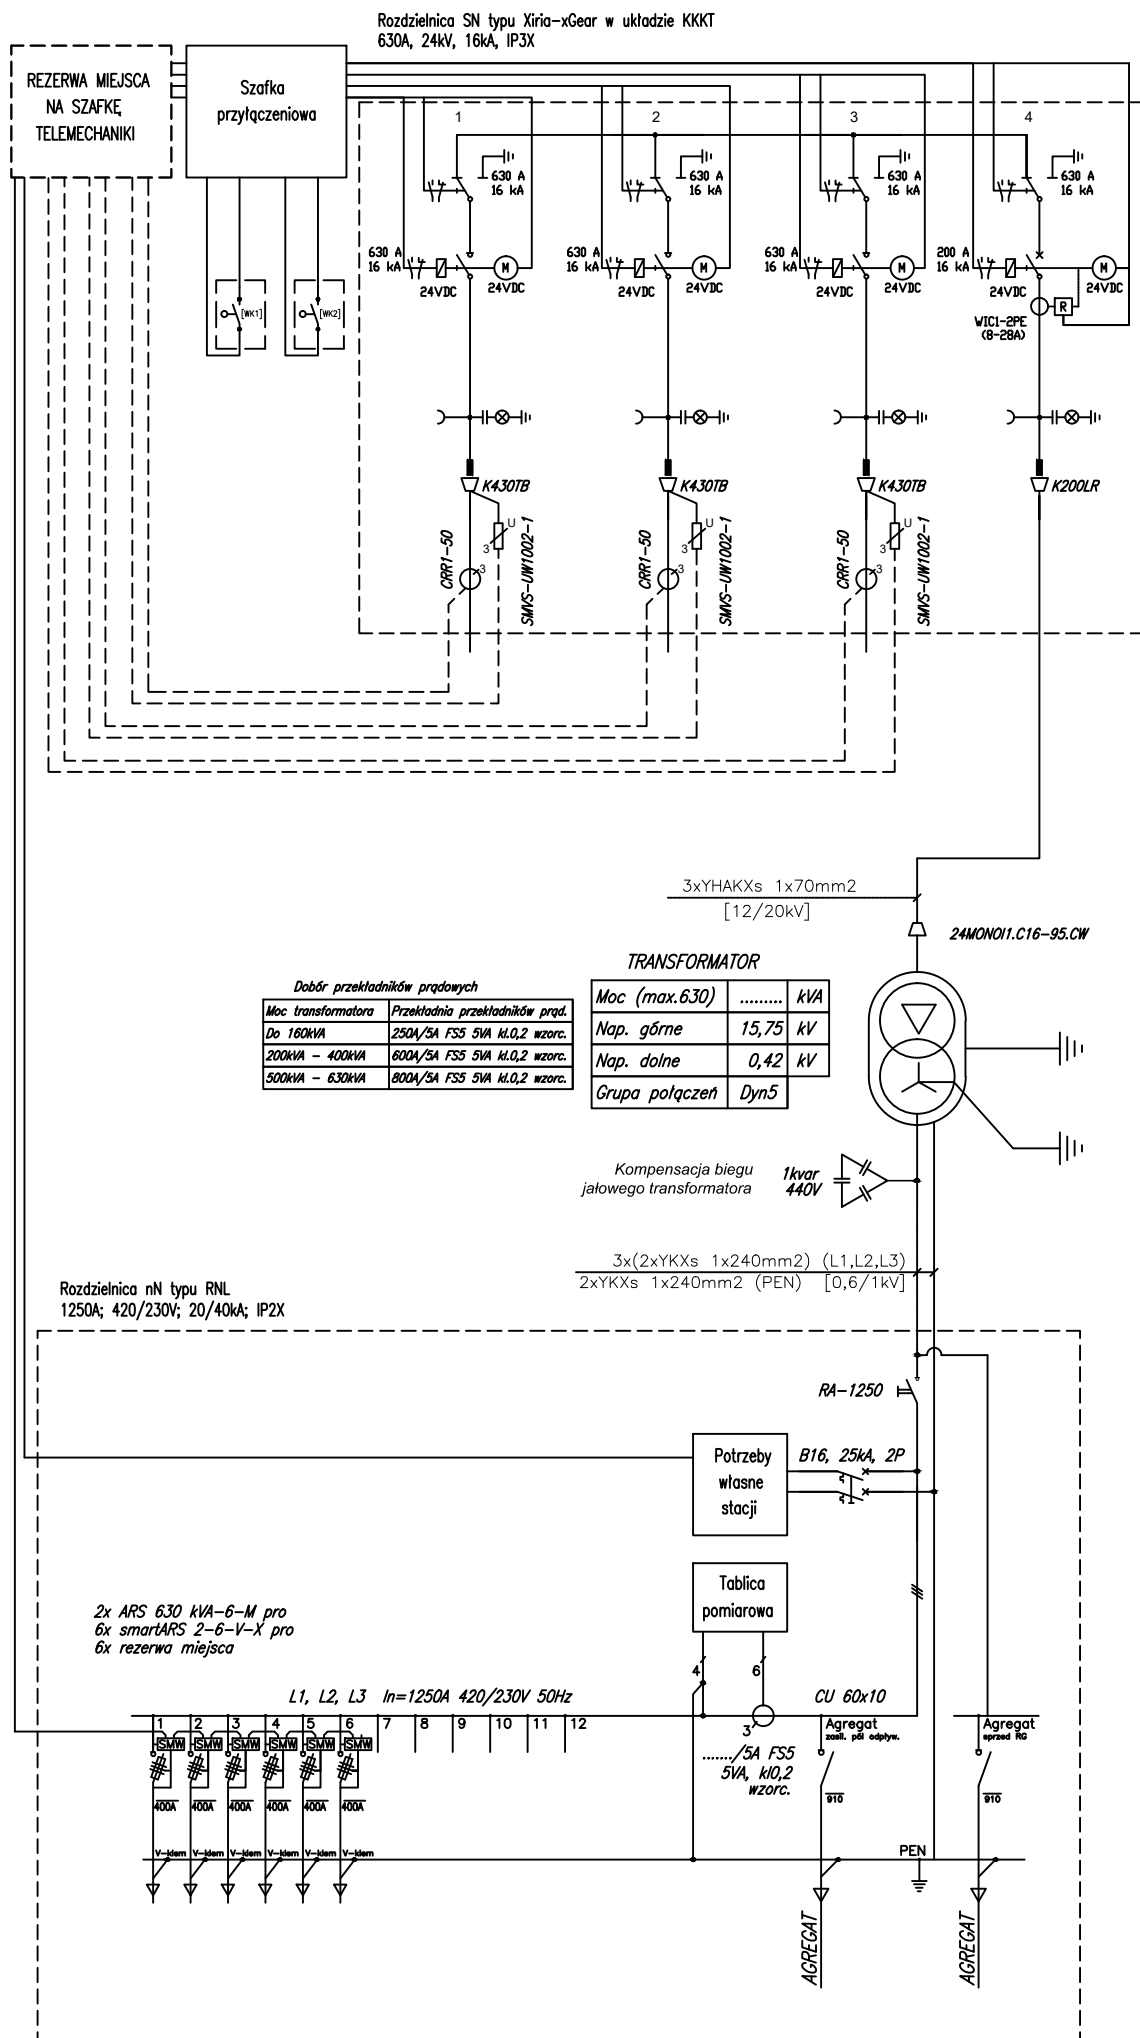 Rozdzielnica SN typu Xiria-xGear w układzie KKKT
630A, 24kV, 16kA, IP3X
REZERWA MIEJSCA
NA SZAFKĘ
TELEMECHANIKI
Szafka
przyłączeniowa
1
2
3
4
630 A
16 kA
630 A
16 kA
630 A
16 kA
630 A
16 kA
630 A
16 kA
24VDC
M
24VDC
630 A
16 kA
24VDC
M
24VDC
630 A
16 kA
24VDC
M
24VDC
200 A
16 kA
24VDC
M
24VDC
[WK1]
[WK2]
WIC1-2PE
(8-28A)
R
K430TB
K430TB
K430TB
K200LR
CRR1-50
3
U
3
SMVS-UW1002-1
CRR1-50
3
U
3
SMVS-UW1002-1
CRR1-50
3
U
3
SMVS-UW1002-1
3xYHAKXs 1x70mm2
[12/20kV]
24MONOI1.C16-95.CW
Dobór przekładników prądowych
Moc transformatora Przekładnia przekładników prąd.
Do 160kVA 250A/5A FS5 5VA kl.0,2 wzorc.
200kVA - 400kVA 600A/5A FS5 5VA kl.0,2 wzorc.
500kVA - 630kVA 800A/5A FS5 5VA kl.0,2 wzorc.
TRANSFORMATOR
Moc (max.630) ......... kVA
Nap. górne 15,75 kV
Nap. dolne 0,42 kV
Grupa połączeń Dyn5
Kompensacja biegu
jałowego transformatora
1kvar
440V
3x(2xYKXs 1x240mm2) (L1,L2,L3)
2xYKXs 1x240mm2 (PEN) [0,6/1kV]
Rozdzielnica nN typu RNL
1250A; 420/230V; 20/40kA; IP2X
RA-1250
Potrzeby
własne
stacji
B16, 25kA, 2P
Tablica
pomiarowa
2x ARS 630 kVA-6-M pro
6x smartARS 2-6-V-X pro
6x rezerwa miejsca
4
6
L1, L2, L3 In=1250A 420/230V 50Hz
CU 60x10
1 2 3 4 5 6 7 8 9 10 11 12
SMW SMW SMW SMW SMW SMW
400A 400A 400A 400A 400A 400A
V-klem V-klem V-klem V-klem V-klem V-klem
3
......./5A FS5
5VA, kl0,2
wzorc.
Agregat
zasil. pól odpływ.
910
Agregat
sprzed RG
910
PEN
AGREGAT
AGREGAT